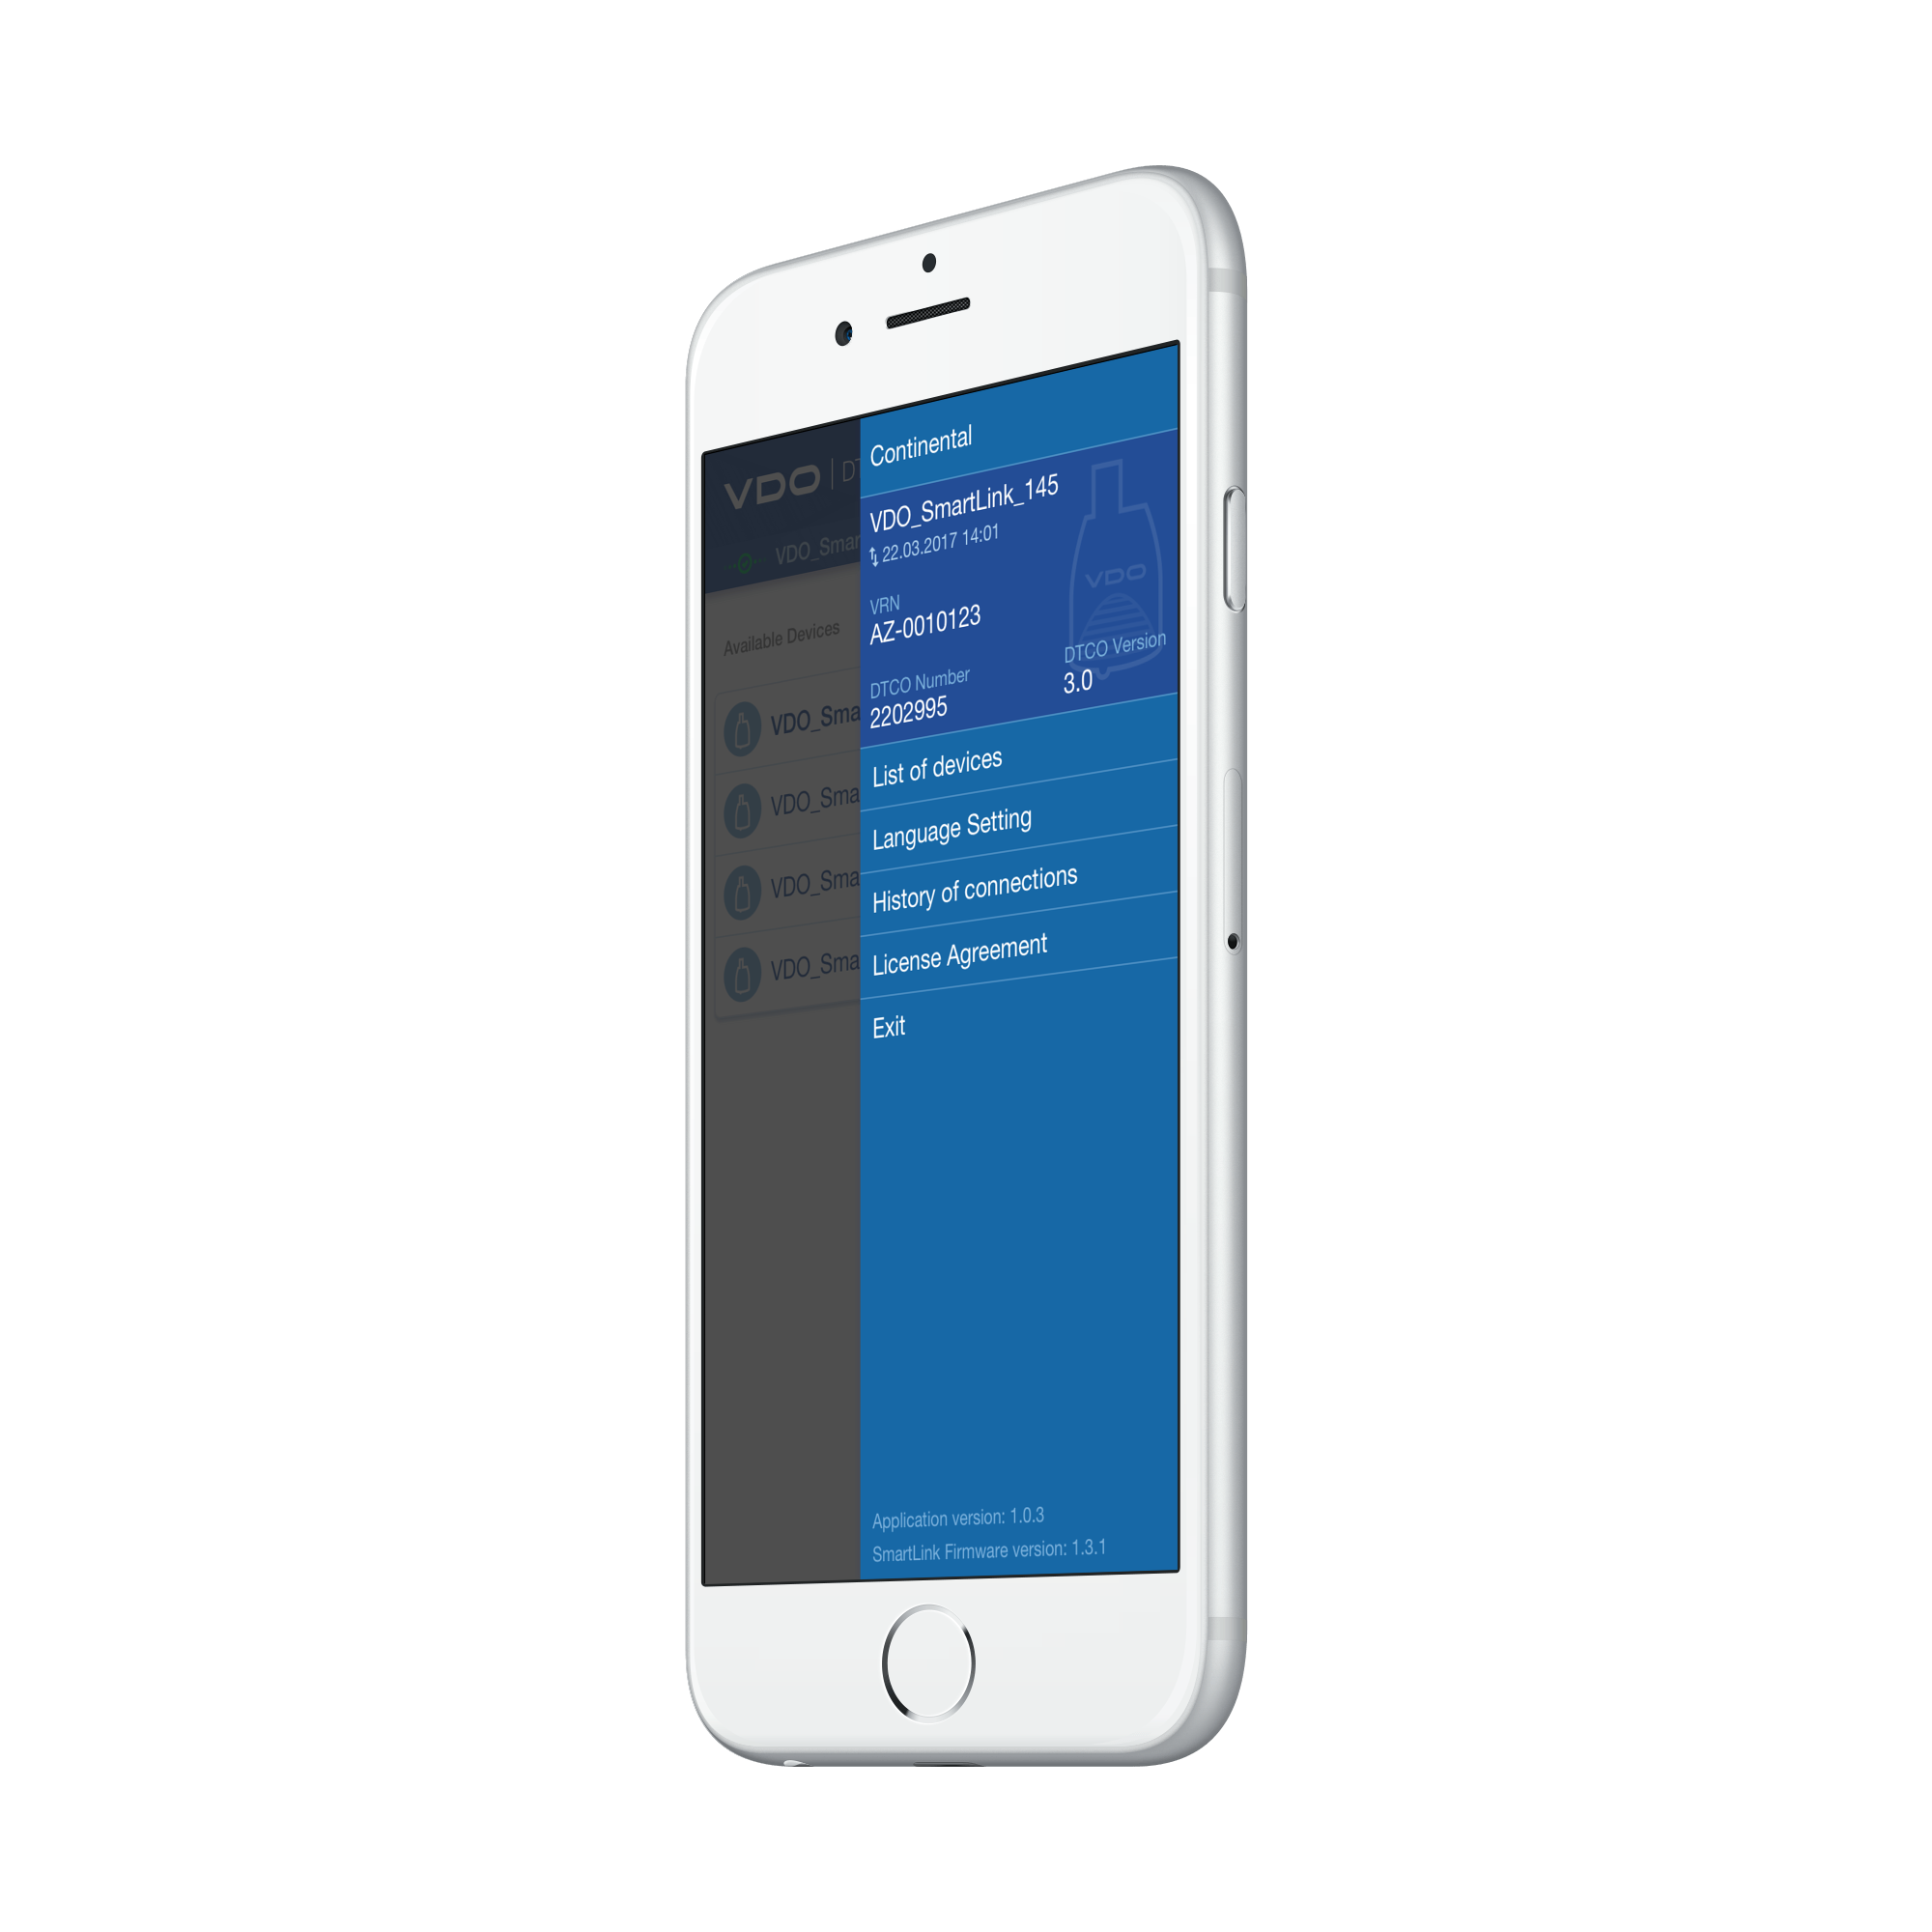 VDO
VDO_Smar
Available Devices
VDO_Sma
VDO_Sma
VDO_Sma
VDO_Sma
Continental
VDO_SmartLink_145
22.03.2017 14:01
VDO
VRN
AZ-0010123
DTCO Number
2202995
DTCO Version
3.0
List of devices
Language Setting
History of connections
License Agreement
Exit
Application version: 1.0.3
SmartLink Firmware version: 1.3.1